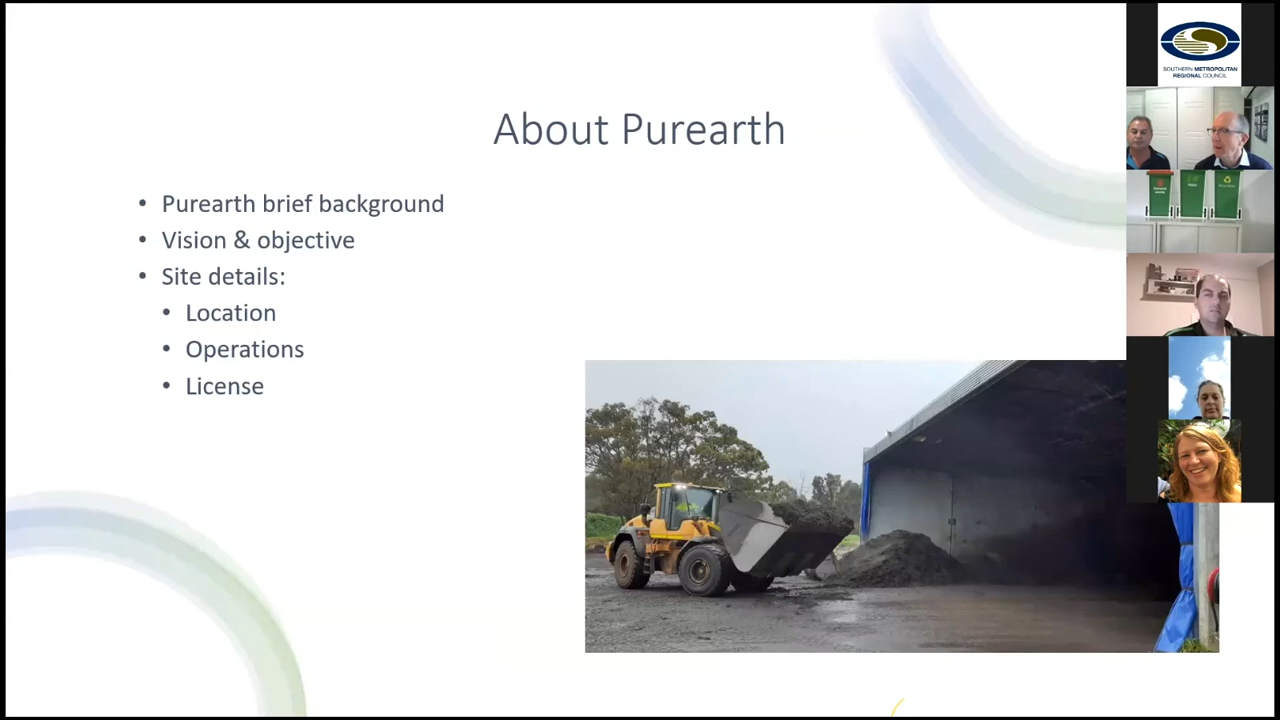 About Purearth
• Purearth brief background
• Vision & objective
• Site details:
• Location
• Operations
• License
SOUTHERN METROPOLITAN
REGIONAL COUNCIL